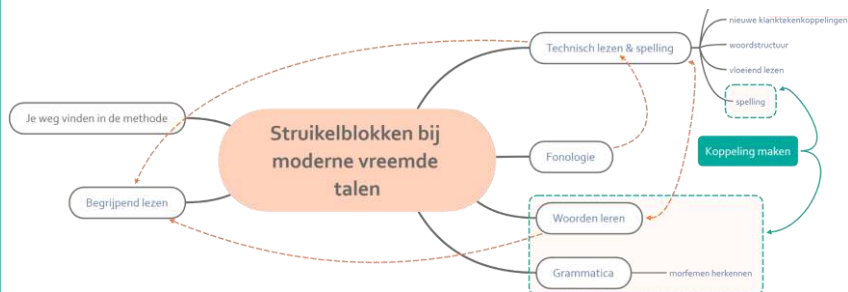 nieuwe klanktekenkoppelingen
Technisch lezen & spelling
woordstructuur
vloeiend lezen
spelling
Je weg vinden in de methode
Struikelblokken bij
moderne vreemde
talen
Fonologie
Koppeling maken
Begrijpend lezen
Woorden leren
Grammatica
morfemen herkennen